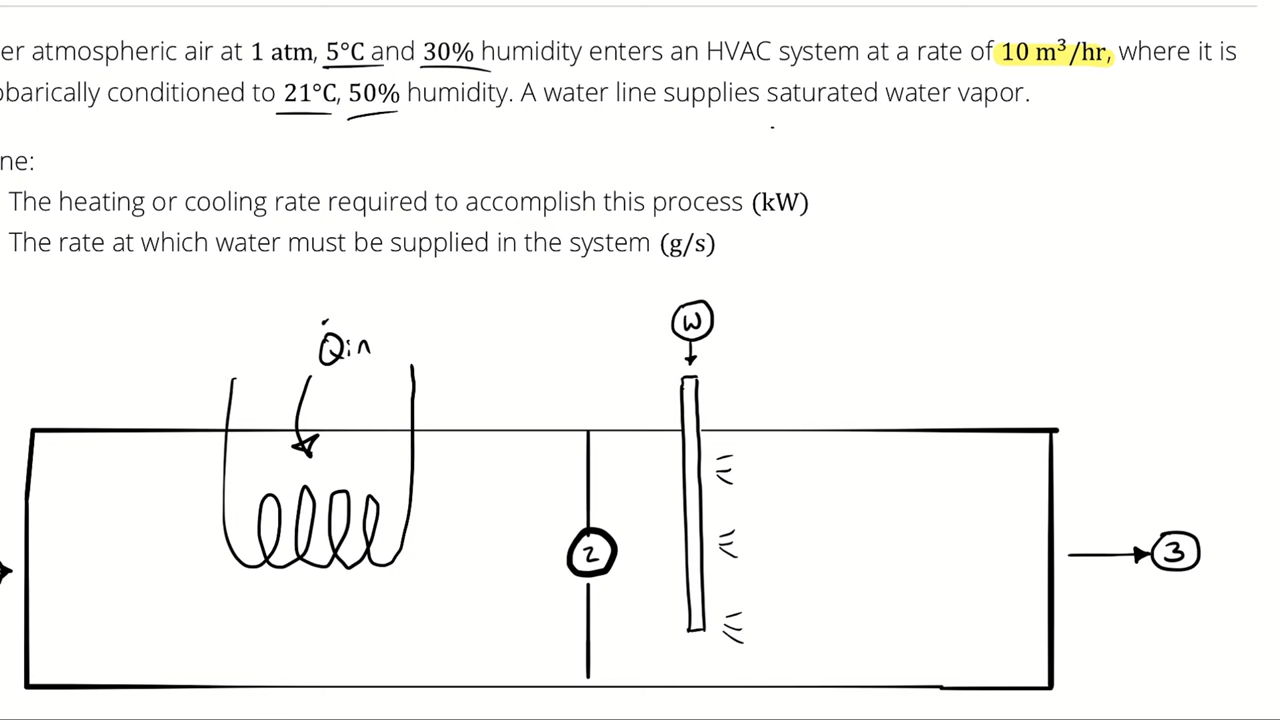 er atmospheric air at 1 atm, 5°C and 30% humidity enters an HVAC system at a rate of 10 m³/hr, where it is
obarically conditioned to 21°C, 50% humidity. A water line supplies saturated water vapor.
ne:
The heating or cooling rate required to accomplish this process (kW)
The rate at which water must be supplied in the system (g/s)
Q̇in
W
2
3